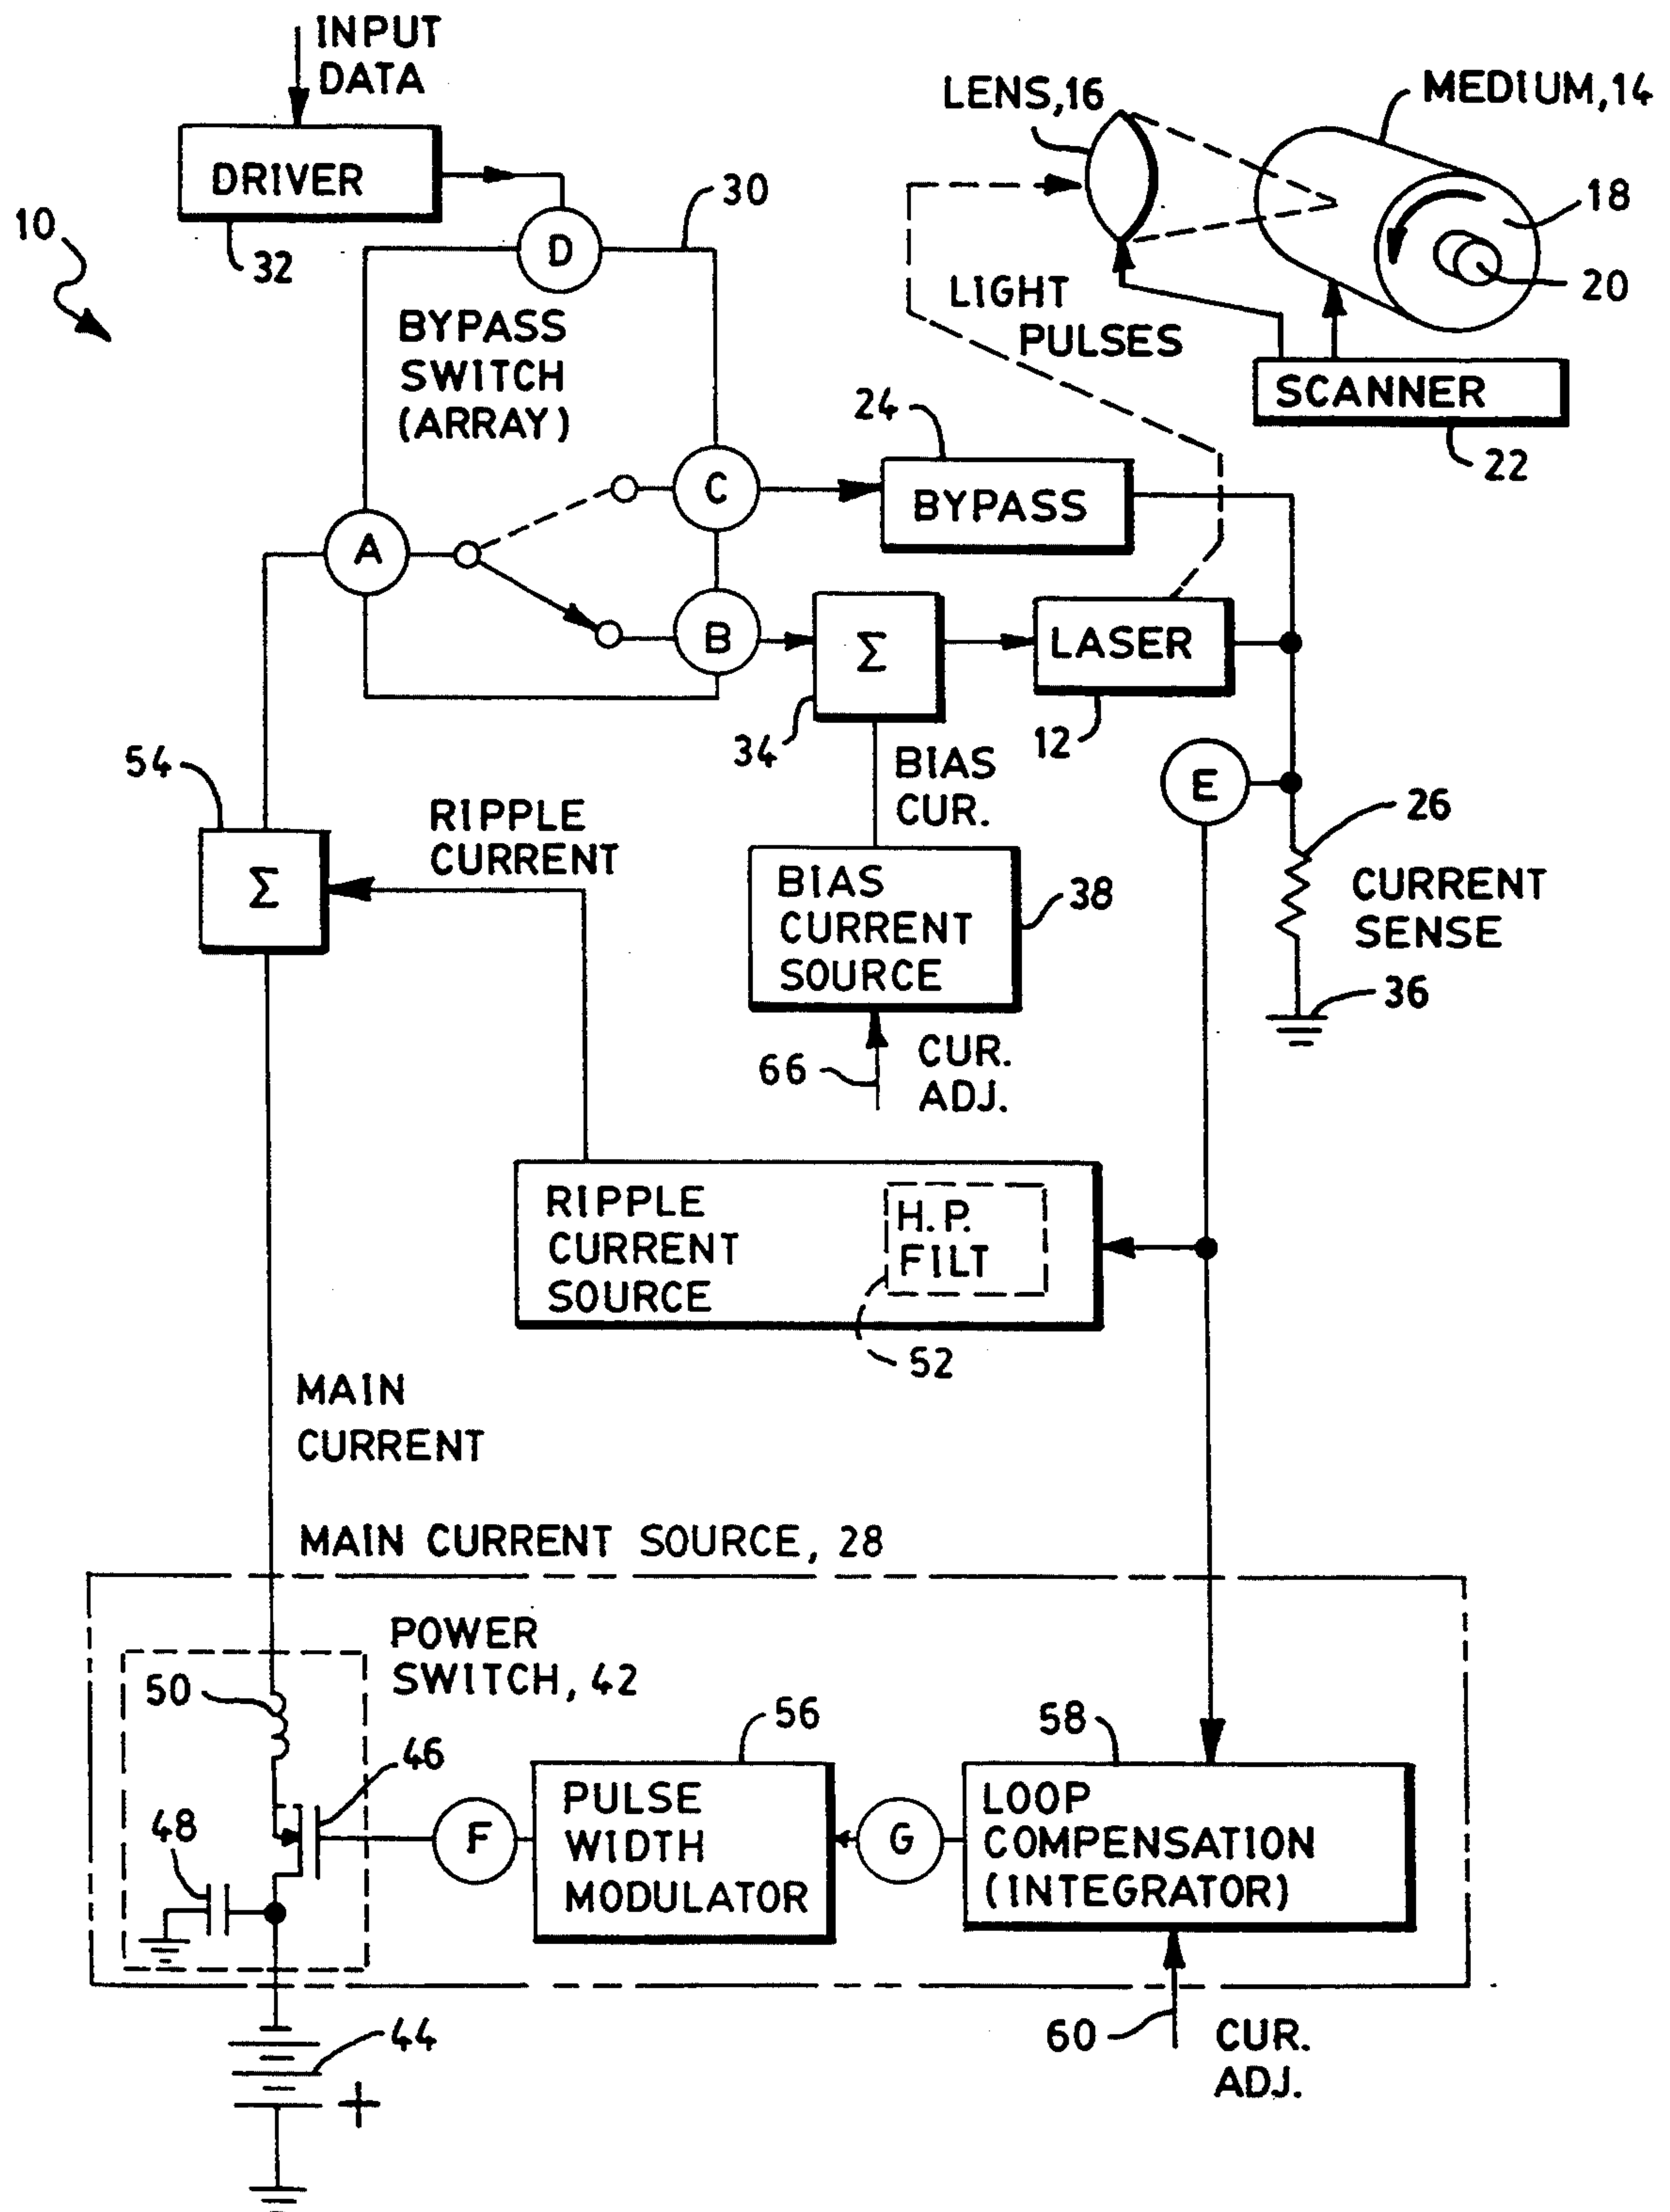 INPUT
DATA
LENS,16
MEDIUM,14
DRIVER
10
32
D
30
18
20
BYPASS
SWITCH
(ARRAY)
LIGHT
PULSES
SCANNER
22
24
A
C
BYPASS
B
Σ
LASER
34
12
54
BIAS
CUR.
E
26
RIPPLE
CURRENT
Σ
BIAS
CURRENT
SOURCE
38
CURRENT
SENSE
36
66
CUR.
ADJ.
RIPPLE
CURRENT
SOURCE
H.P.
FILT
52
MAIN
CURRENT
MAIN CURRENT SOURCE, 28
POWER
SWITCH, 42
50
46
48
F
56
PULSE
WIDTH
MODULATOR
G
58
LOOP
COMPENSATION
(INTEGRATOR)
44
+
60
CUR.
ADJ.